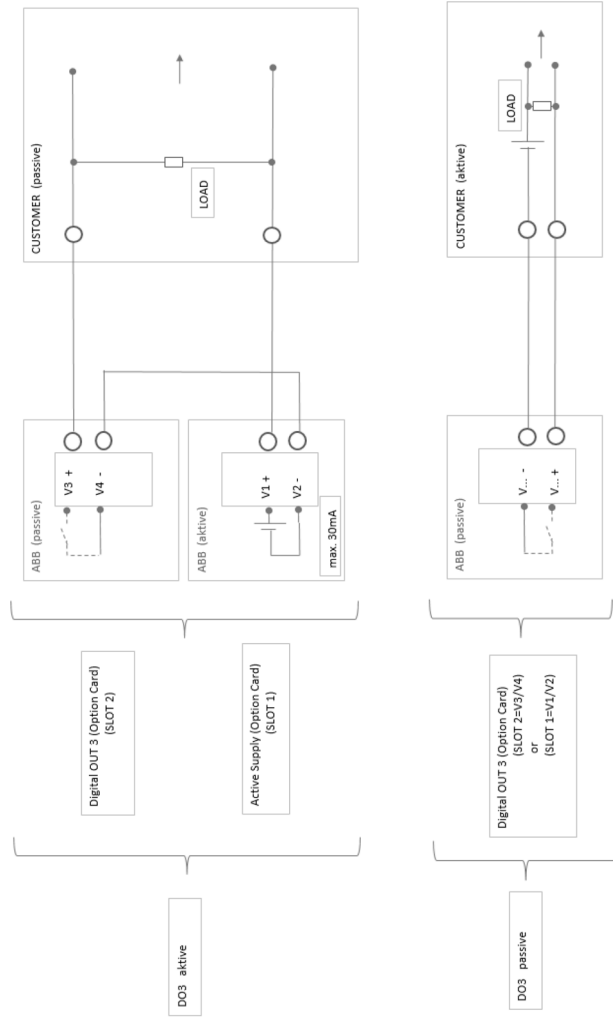 DO3 aktive
Digital OUT 3 (Option Card)
(SLOT 2)
Active Supply (Option Card)
(SLOT 1)
ABB (passive)
V3 +
V4 -
ABB (aktive)
V1 +
V2 -
max. 30mA
CUSTOMER (passive)
LOAD
DO3 passive
Digital OUT 3 (Option Card)
(SLOT 2=V3/V4)
or
(SLOT 1=V1/V2)
ABB (passive)
V... -
V... +
CUSTOMER (aktive)
LOAD